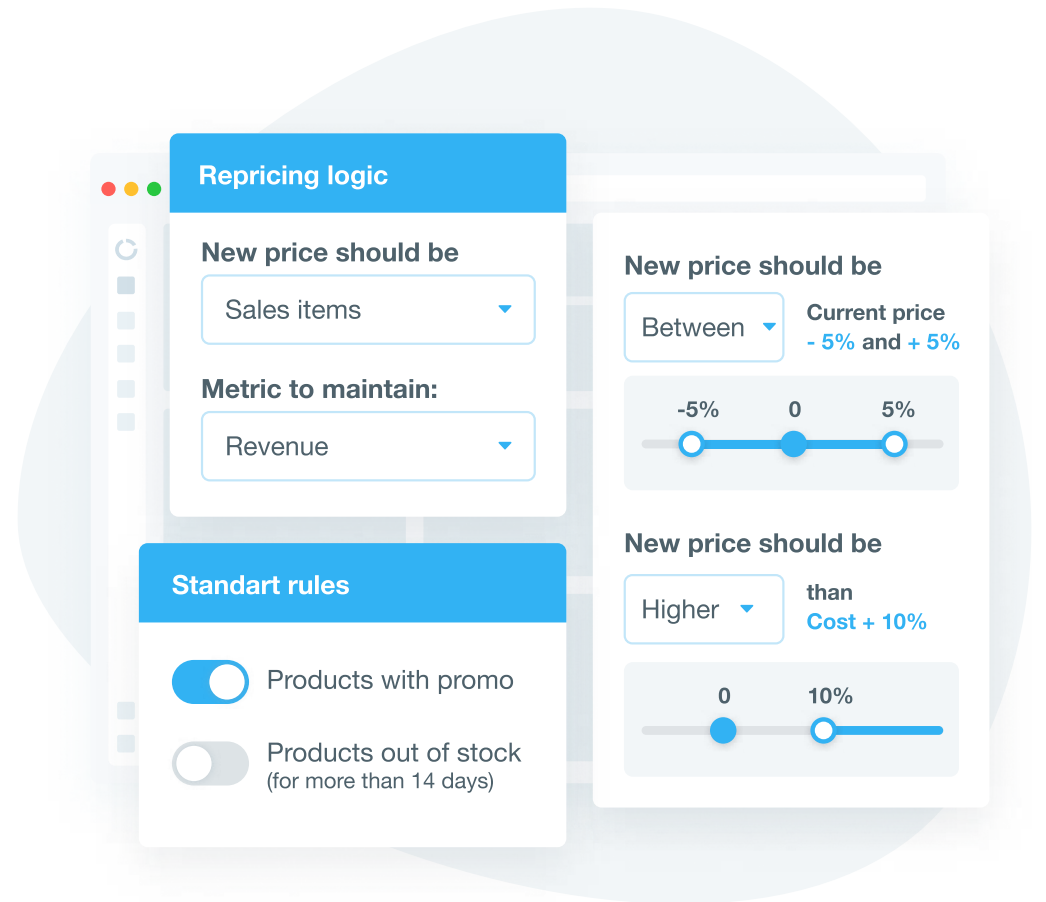 Repricing logic
New price should be
Sales items
Metric to maintain:
Revenue
Standart rules
Products with promo
Products out of stock
(for more than 14 days)
New price should be
Between
Current price
- 5% and + 5%
-5% 0 5%
New price should be
Higher
than
Cost + 10%
0 10%